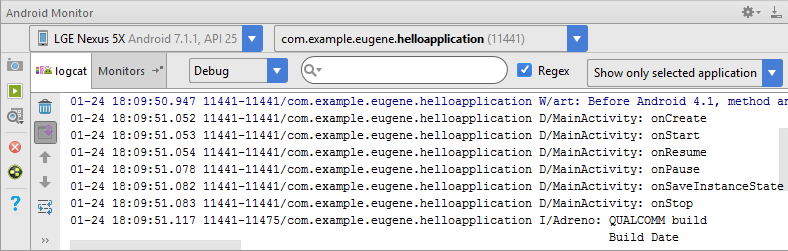 Android Monitor
LGE Nexus 5X Android 7.1.1, API 25
com.example.eugene.helloapplication (11441)
logcat
Monitors
Debug
Regex
Show only selected application
01-24 18:09:50.947 11441-11441/com.example.eugene.helloapplication W/art: Before Android 4.1, method an
01-24 18:09:51.052 11441-11441/com.example.eugene.helloapplication D/MainActivity: onCreate
01-24 18:09:51.053 11441-11441/com.example.eugene.helloapplication D/MainActivity: onStart
01-24 18:09:51.054 11441-11441/com.example.eugene.helloapplication D/MainActivity: onResume
01-24 18:09:51.078 11441-11441/com.example.eugene.helloapplication D/MainActivity: onPause
01-24 18:09:51.082 11441-11441/com.example.eugene.helloapplication D/MainActivity: onSaveInstanceState
01-24 18:09:51.083 11441-11441/com.example.eugene.helloapplication D/MainActivity: onStop
01-24 18:09:51.117 11441-11475/com.example.eugene.helloapplication I/Adreno: QUALCOMM build
Build Date